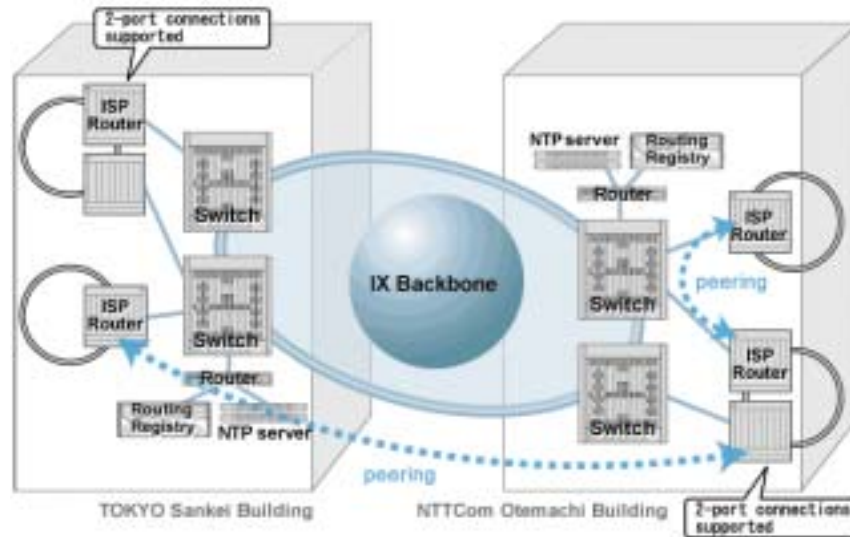 2-port connections
supported
ISP
Router
Switch
ISP
Router
Switch
Router
Routing
Registry
NTP server
TOKYO Sankei Building
IX Backbone
peering
NTP server
Routing
Registry
Router
Switch
ISP
Router
peering
ISP
Router
Switch
NTTCom Otemachi Building
2-port connections
supported